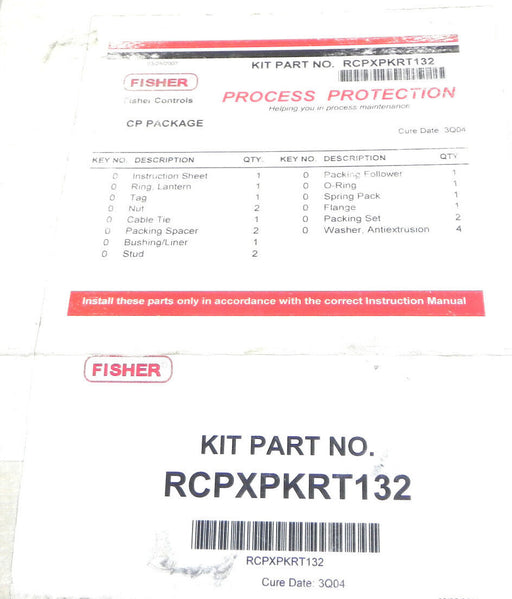 KIT PART NO. RCPXPKRT132
FISHER
Fisher Controls
PROCESS PROTECTION
Helping you in process maintenance
CP PACKAGE
Cure Date: 3Q04
KEY NO. DESCRIPTION QTY. KEY NO. DESCRIPTION QTY
0 Instruction Sheet 1 0 Packing Follower 1
0 Ring, Lantern 1 0 O-Ring 1
0 Tag 1 0 Spring Pack 1
0 Nut 2 0 Flange 1
0 Cable Tie 1 0 Packing Set 2
0 Packing Spacer 2 0 Washer, Antiextrusion 4
0 Bushing/Liner 1
0 Stud 2
Install these parts only in accordance with the correct Instruction Manual
FISHER
KIT PART NO.
RCPXPKRT132
RCPXPKRT132
Cure Date: 3Q04